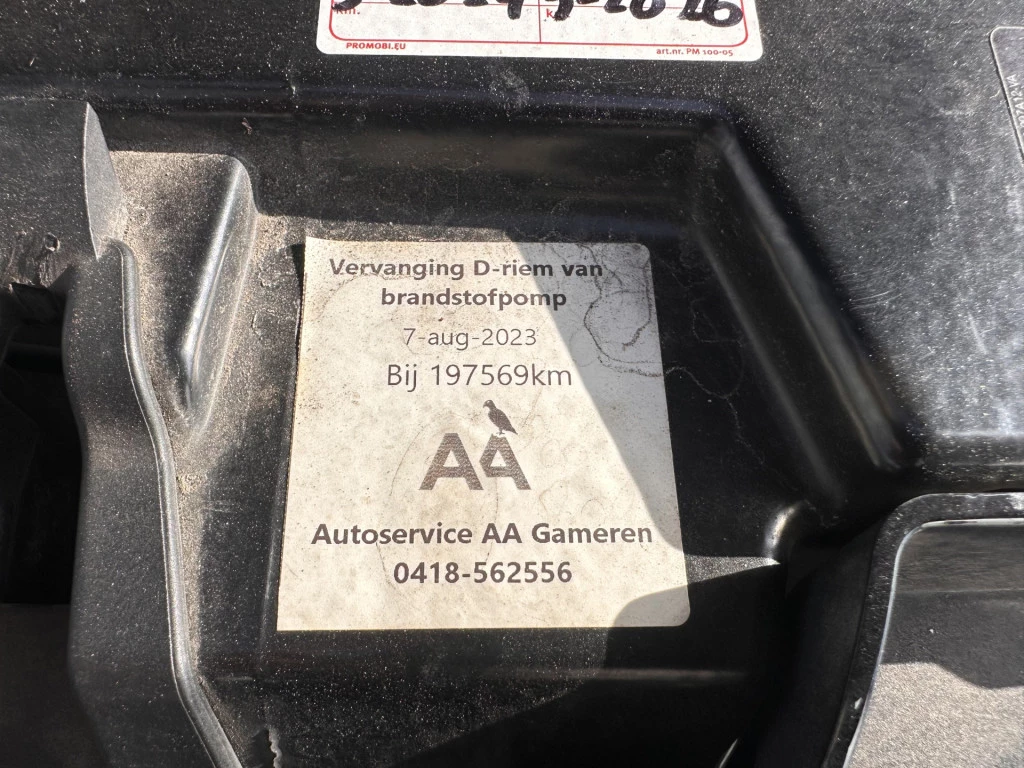 PROMOBI.EU art.nr. PM 100-05
Vervanging D-riem van
brandstofpomp
7-aug-2023
Bij 197569km
AA
Autoservice AA Gameren
0418-562556